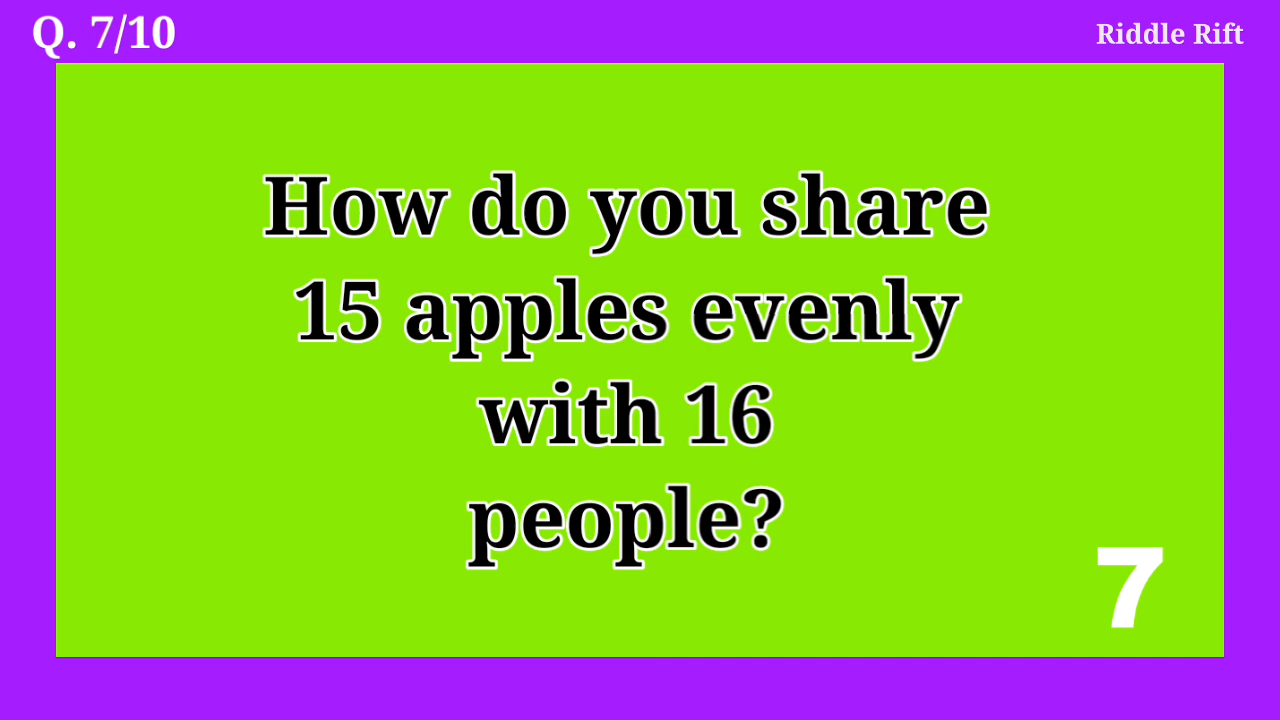 Q. 7/10
Riddle Rift
How do you share
15 apples evenly
with 16
people?
7